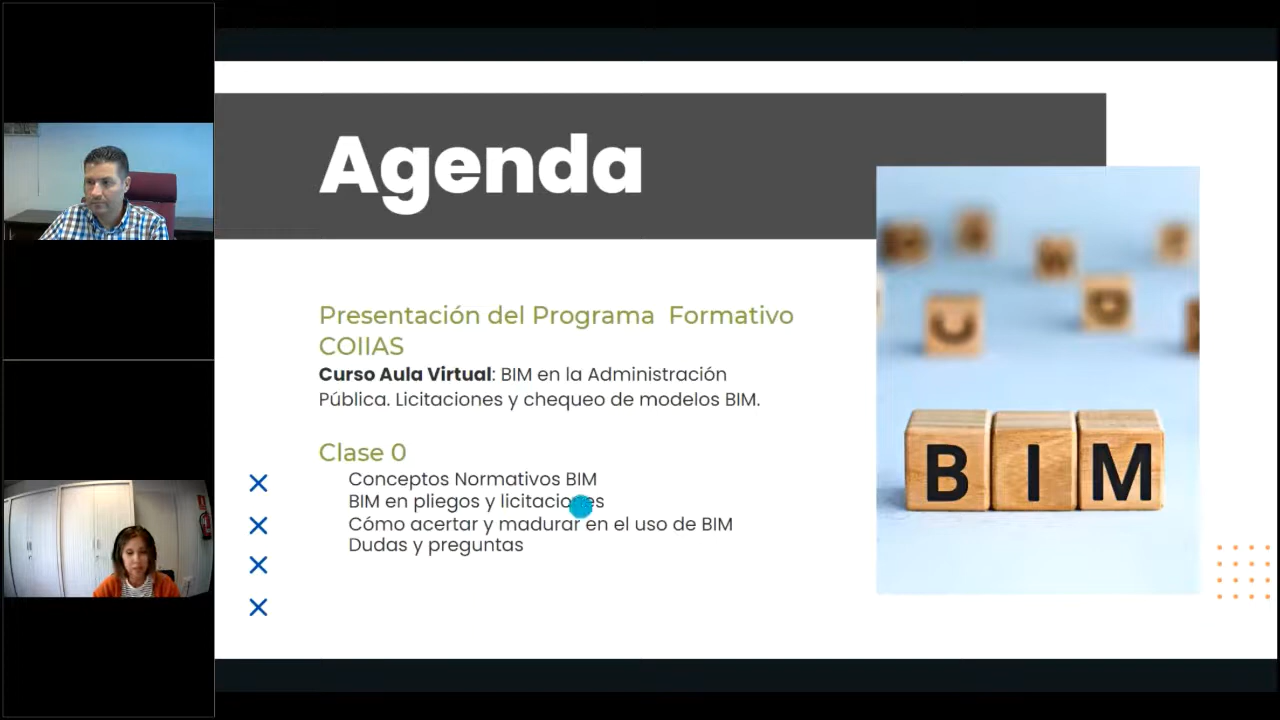 Agenda
Presentación del Programa  Formativo
COIIAS
Curso Aula Virtual: BIM en la Administración
Pública. Licitaciones y chequeo de modelos BIM.
Clase 0
Conceptos Normativos BIM
BIM en pliegos y licitaciones
Cómo acertar y madurar en el uso de BIM
Dudas y preguntas
BIM